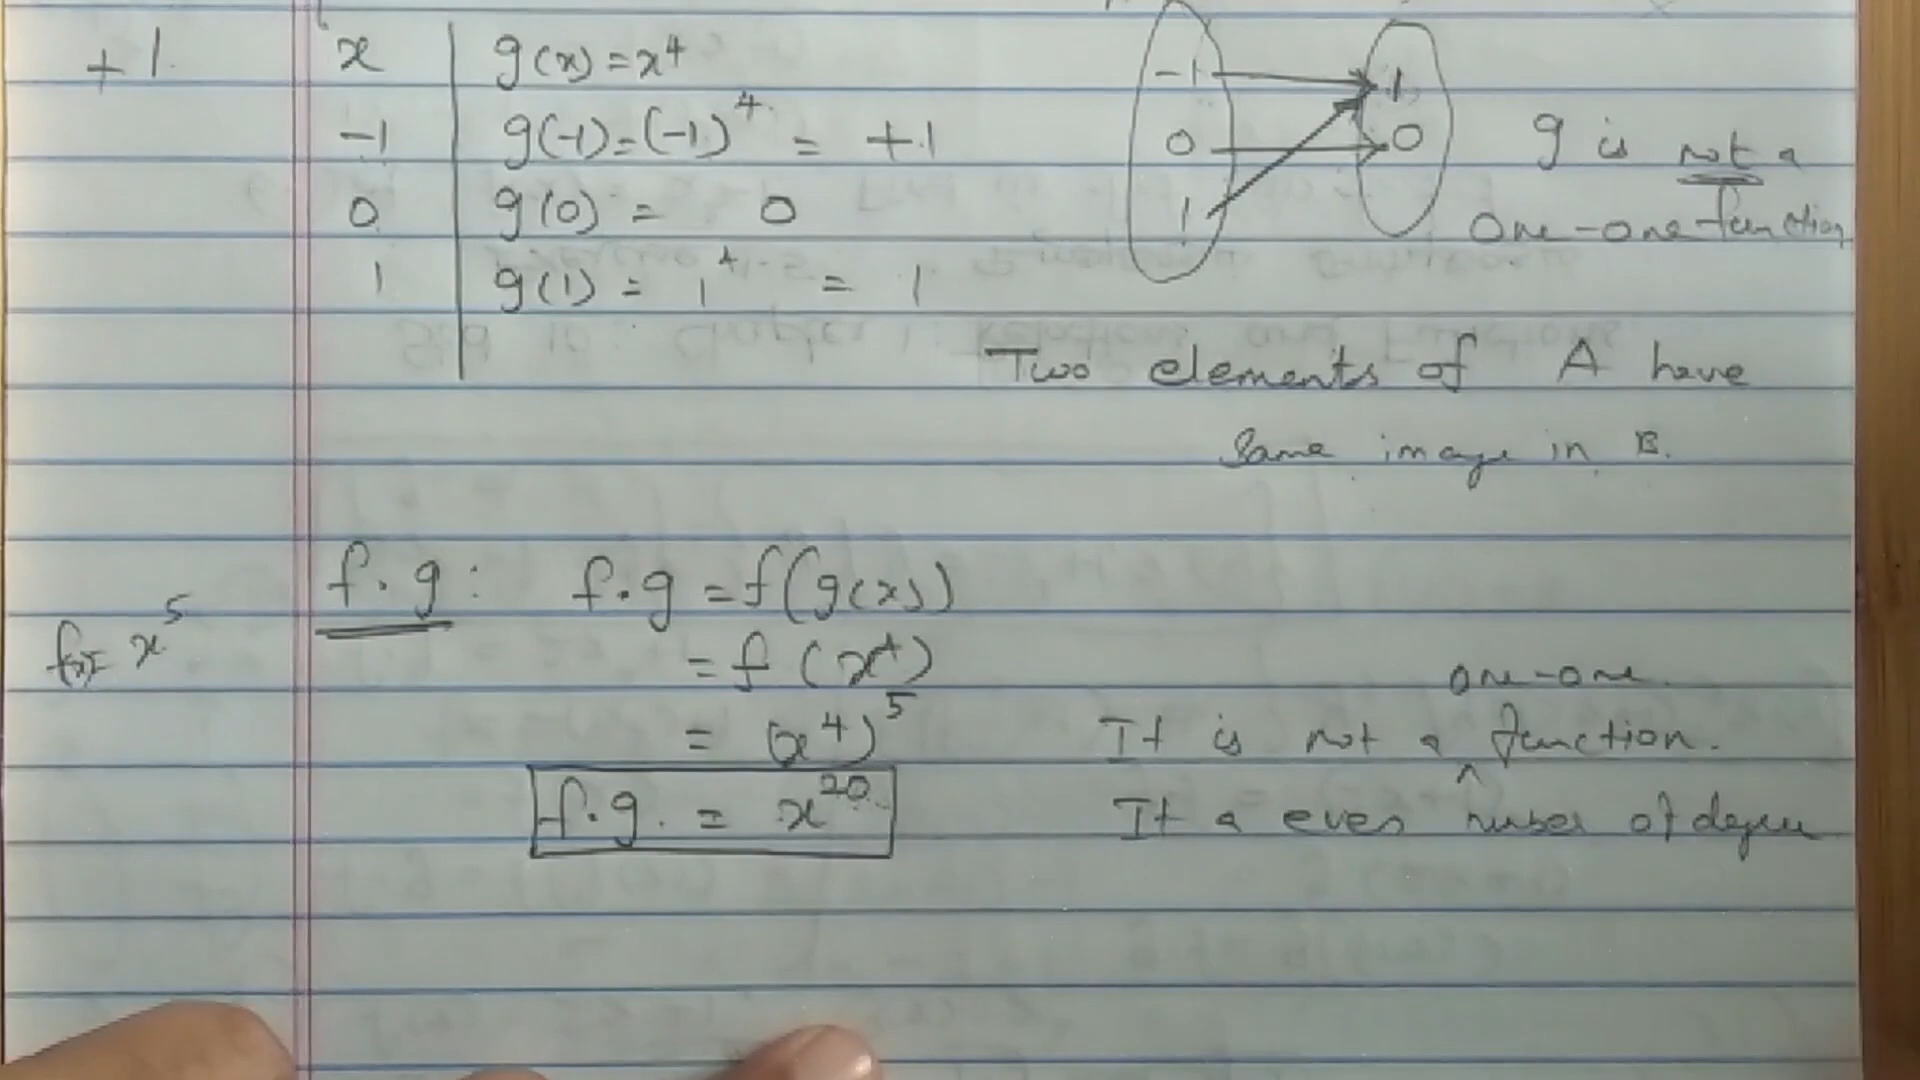 +1
x g(x)=x⁴
-1 g(-1)=(-1)⁴ = +1
0 g(0) = 0
1 g(1) = 1⁴ = 1
-1 1
0 0
1
g is not a
one-one function
Two elements of A have
Same image in B.
f.g: f.g = f(g(x))
f(x)= x⁵
= f(x⁴)
= (x⁴)⁵
f.g. = x²⁰
one-one.
It is not a ^ function.
It a even number of degree